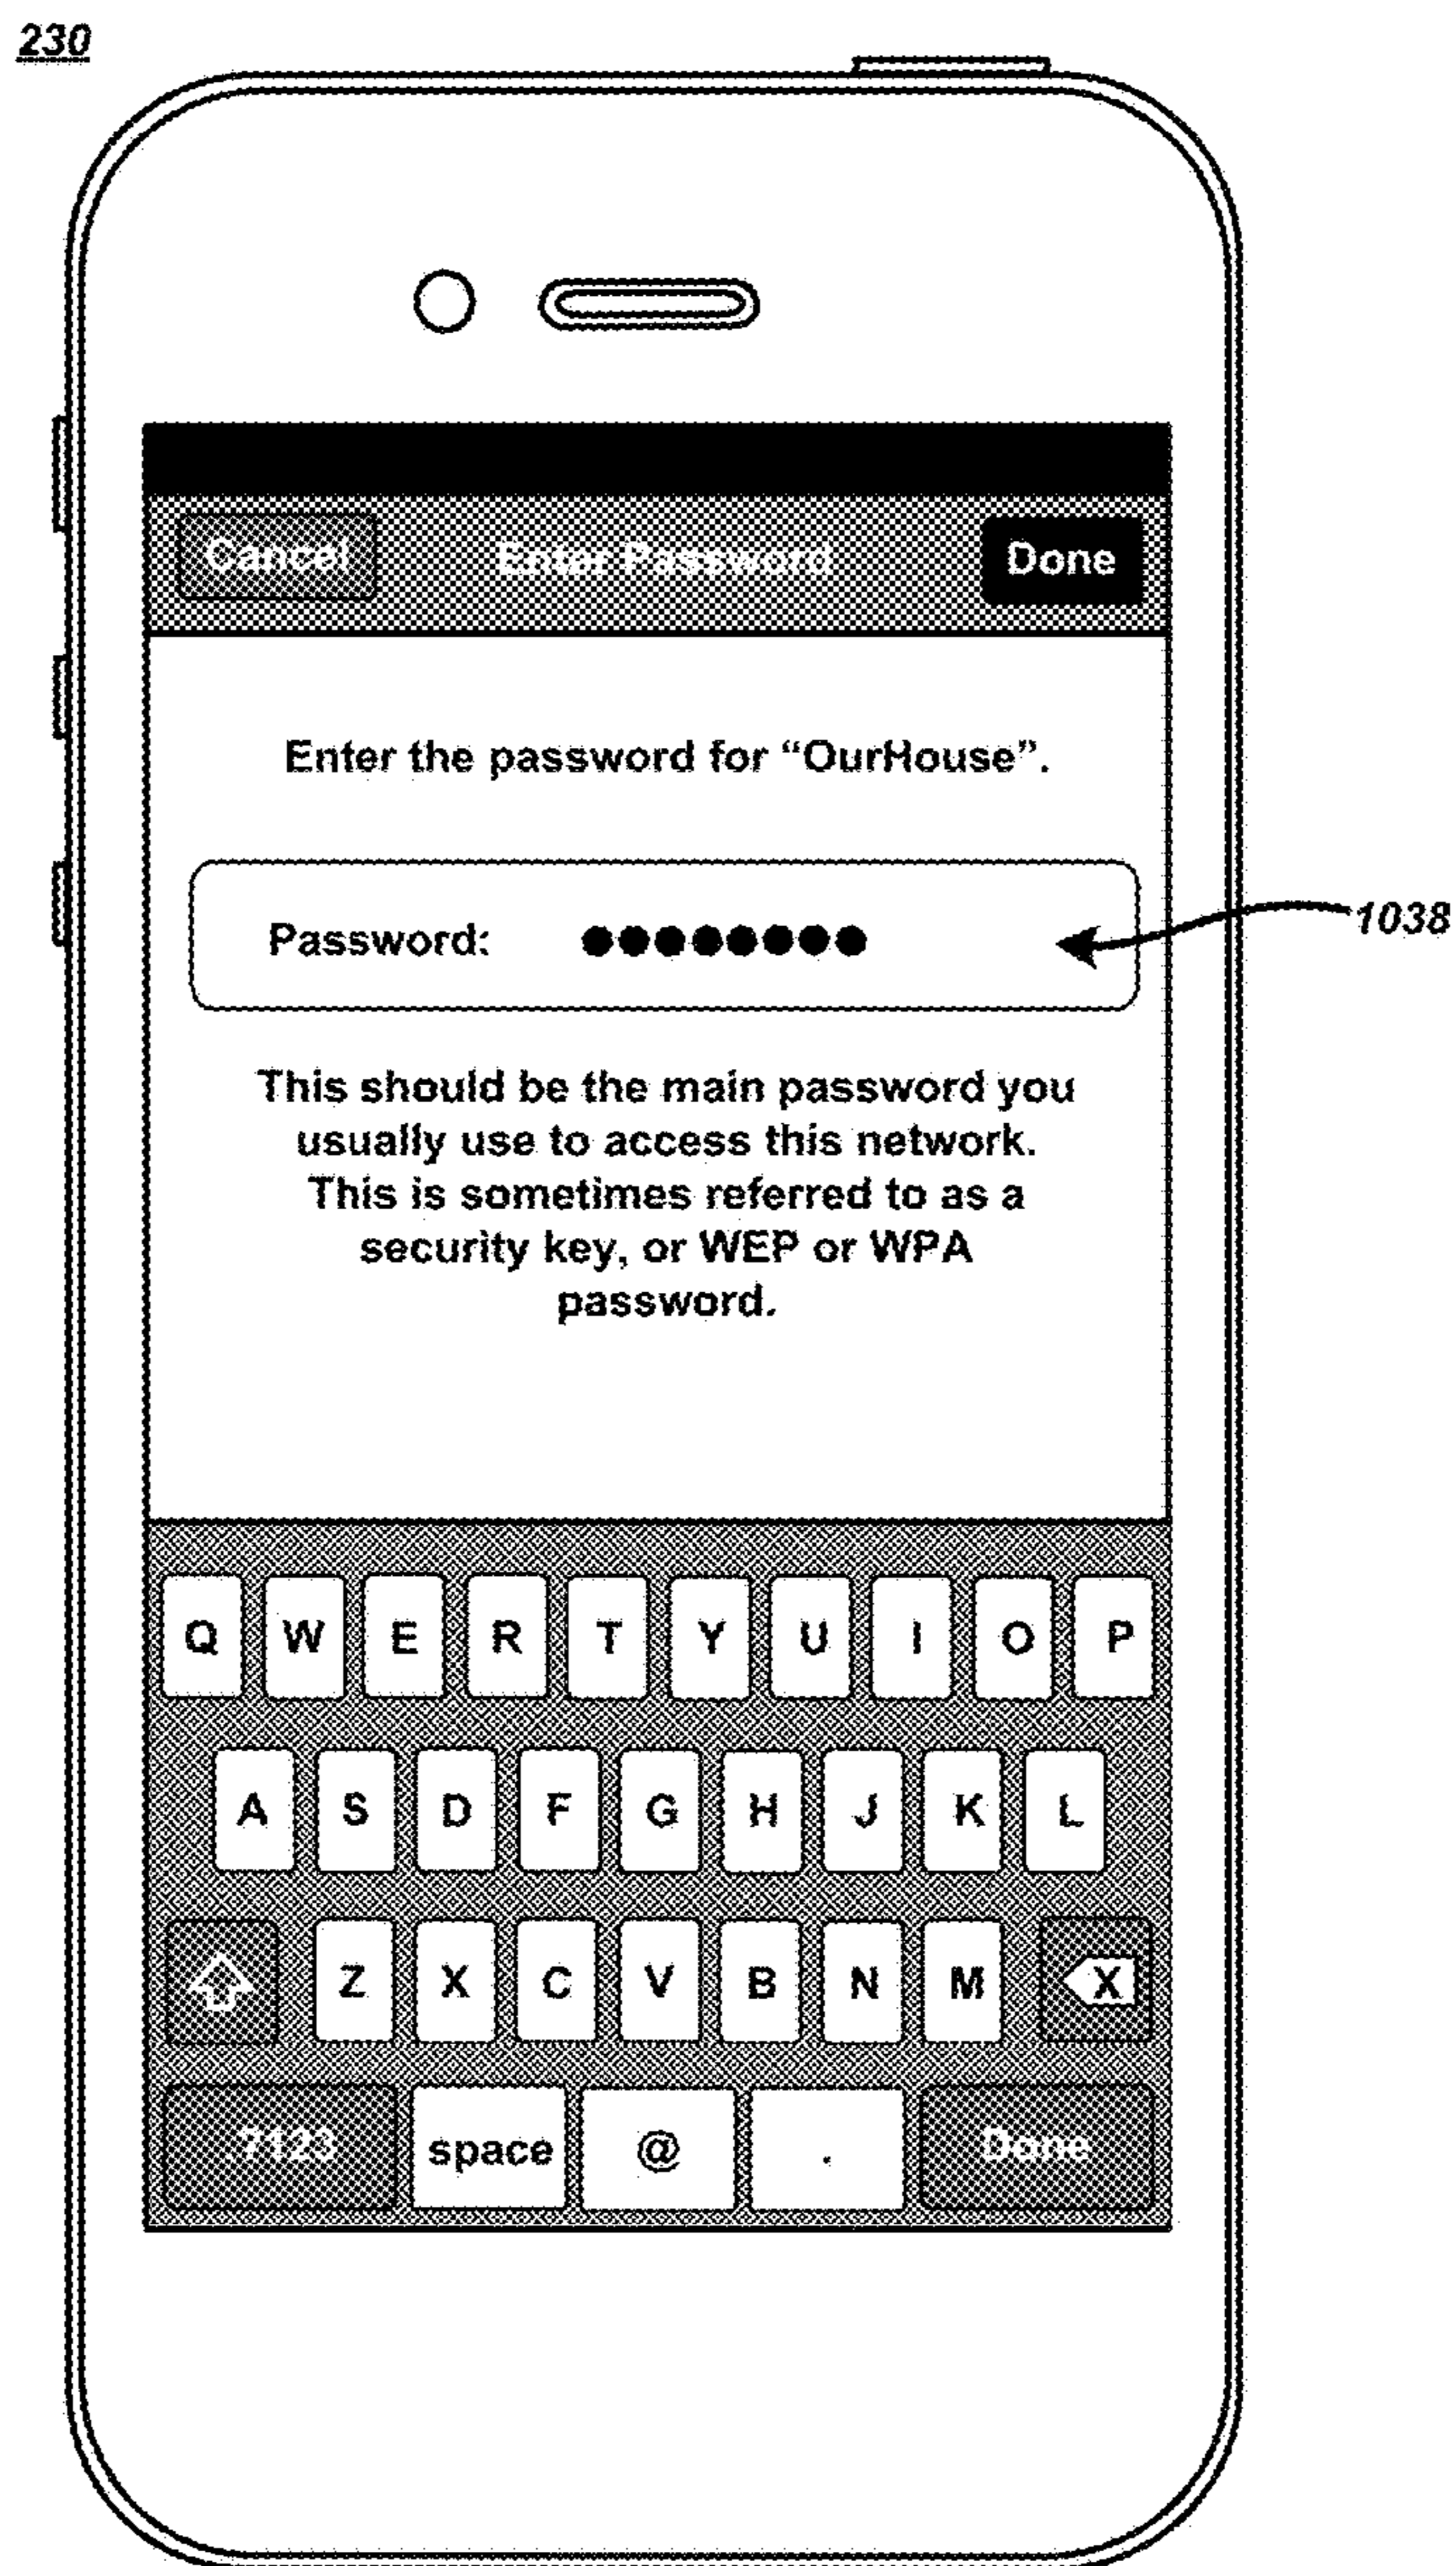 230
Cancel Enter Password Done
Enter the password for “OurHouse”.
Password: ●●●●●●●●
1038
This should be the main password you
usually use to access this network.
This is sometimes referred to as a
security key, or WEP or WPA
password.
Q W E R T Y U I O P
A S D F G H J K L
Z X C V B N M X
.?123 space @ . Done